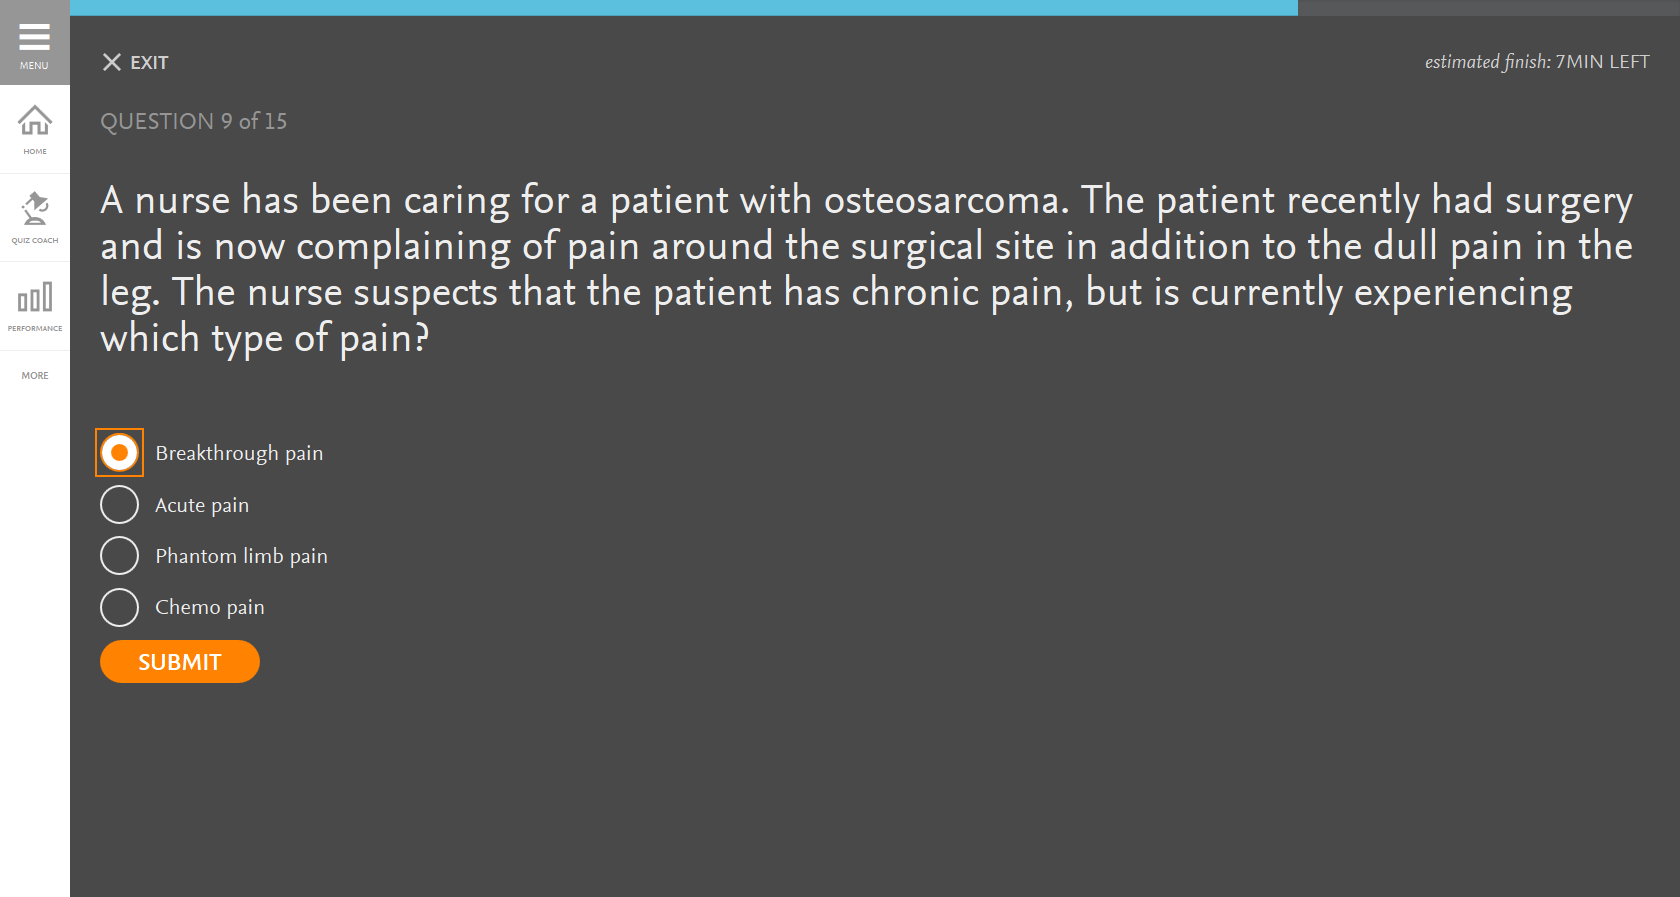 MENU
HOME
QUIZ COACH
PERFORMANCE
MORE
EXIT
estimated finish: 7MIN LEFT
QUESTION 9 of 15
A nurse has been caring for a patient with osteosarcoma. The patient recently had surgery
and is now complaining of pain around the surgical site in addition to the dull pain in the
leg. The nurse suspects that the patient has chronic pain, but is currently experiencing
which type of pain?
Breakthrough pain
Acute pain
Phantom limb pain
Chemo pain
SUBMIT